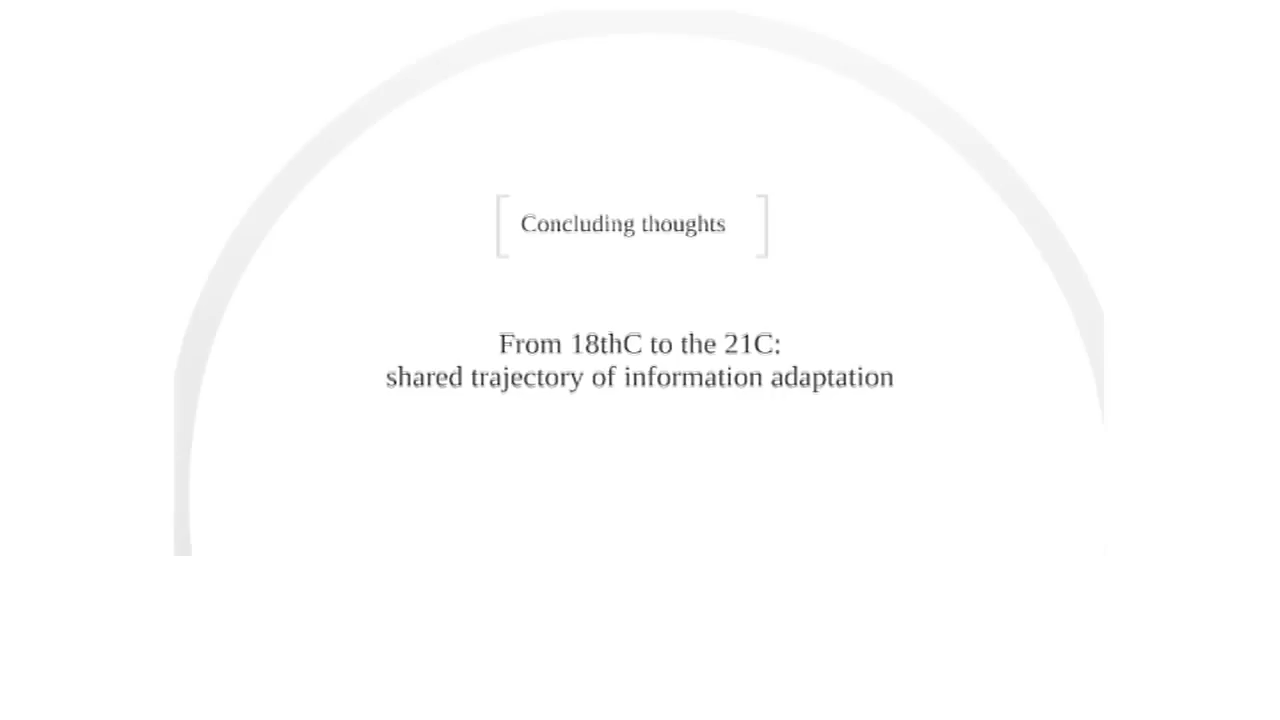 Concluding thoughts
From 18thC to the 21C:
shared trajectory of information adaptation